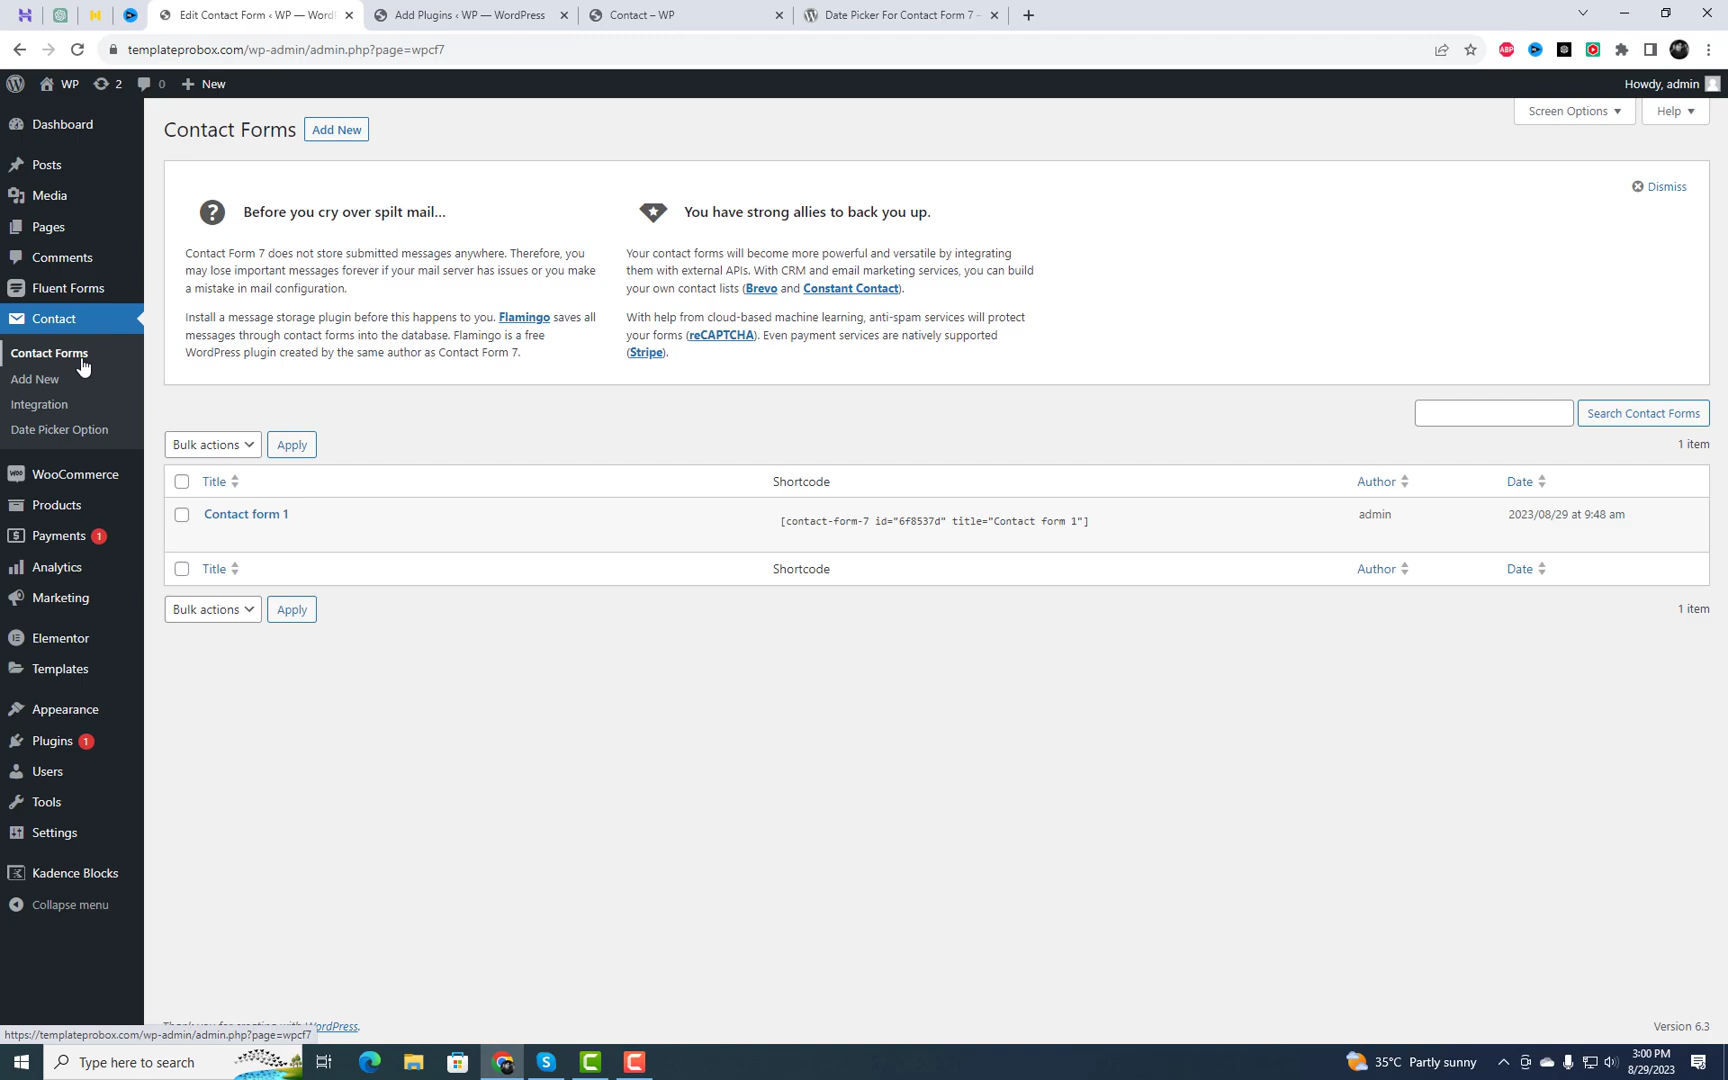 Edit Contact Form ‹ WP — WordP
Add Plugins ‹ WP — WordPress
Contact – WP
Date Picker For Contact Form 7 –
templateprobox.com/wp-admin/admin.php?page=wpcf7
ABP
WP
2
0
New
Howdy, admin
Dashboard
Posts
Media
Pages
Comments
Fluent Forms
Contact
Contact Forms
Add New
Integration
Date Picker Option
WooCommerce
Products
Payments 1
Analytics
Marketing
Elementor
Templates
Appearance
Plugins 1
Users
Tools
Settings
Kadence Blocks
Collapse menu
Screen Options
Help
Contact Forms
Add New
Dismiss
Before you cry over spilt mail…
Contact Form 7 does not store submitted messages anywhere. Therefore, you
may lose important messages forever if your mail server has issues or you make
a mistake in mail configuration.
Install a message storage plugin before this happens to you. Flamingo saves all
messages through contact forms into the database. Flamingo is a free
WordPress plugin created by the same author as Contact Form 7.
You have strong allies to back you up.
Your contact forms will become more powerful and versatile by integrating
them with external APIs. With CRM and email marketing services, you can build
your own contact lists (Brevo and Constant Contact).
With help from cloud-based machine learning, anti-spam services will protect
your forms (reCAPTCHA). Even payment services are natively supported
(Stripe).
Search Contact Forms
Bulk actions
Apply
1 item
Title
Shortcode
Author
Date
Contact form 1
[contact-form-7 id="6f8537d" title="Contact form 1"]
admin
2023/08/29 at 9:48 am
Title
Shortcode
Author
Date
Bulk actions
Apply
1 item
WordPress.
Version 6.3
https://templateprobox.com/wp-admin/admin.php?page=wpcf7
Type here to search
35°C Partly sunny
3:00 PM
8/29/2023